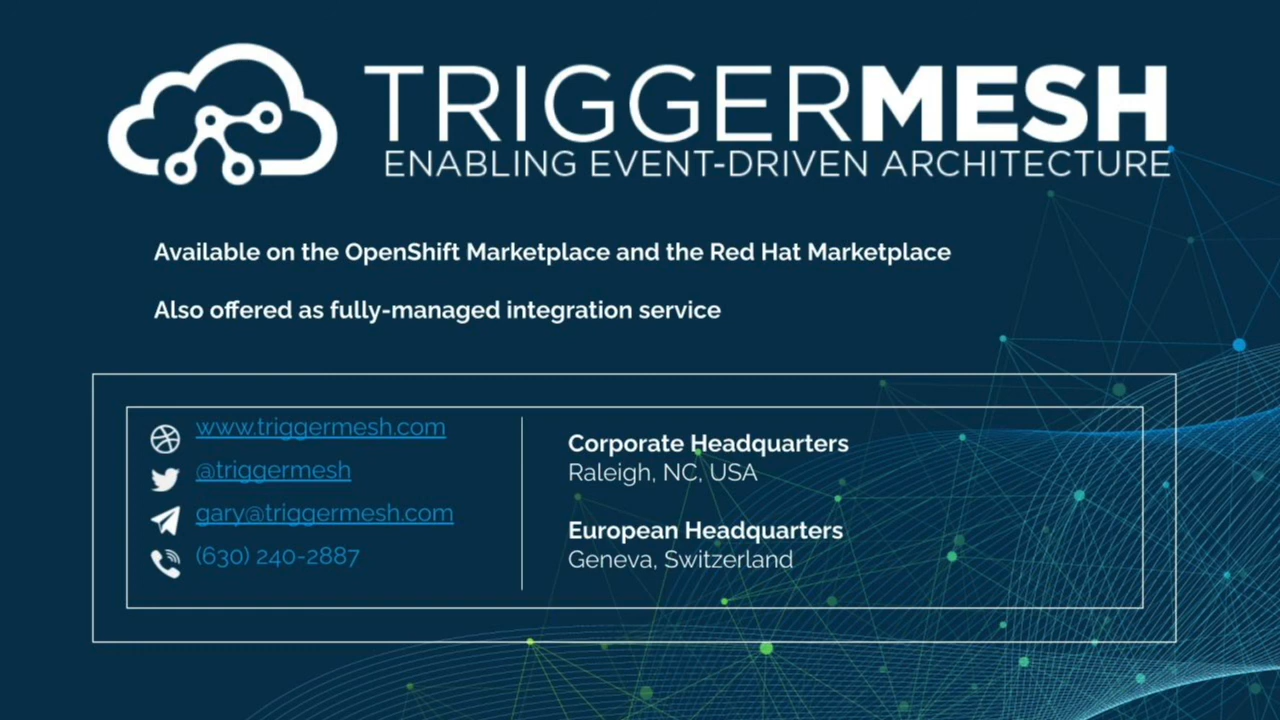 TRIGGERMESH
ENABLING EVENT-DRIVEN ARCHITECTURE
Available on the OpenShift Marketplace and the Red Hat Marketplace
Also offered as fully-managed integration service
www.triggermesh.com
@triggermesh
gary@triggermesh.com
(630) 240-2887
Corporate Headquarters
Raleigh, NC, USA
European Headquarters
Geneva, Switzerland